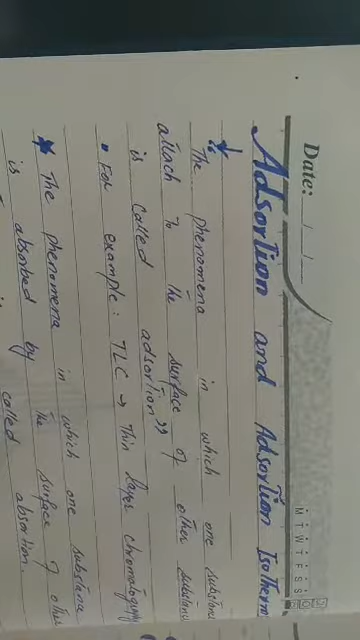 Date: / /
M T W T F S S
Adsortion and Adsortion Isotherm
The phenomena in which one substance
attach to the surface of other substance
is called adsortion"
• For example: TLC → Thin layer chromatography
* The phenomena in which one substance
is absorbed by the surface of other
called absortion.